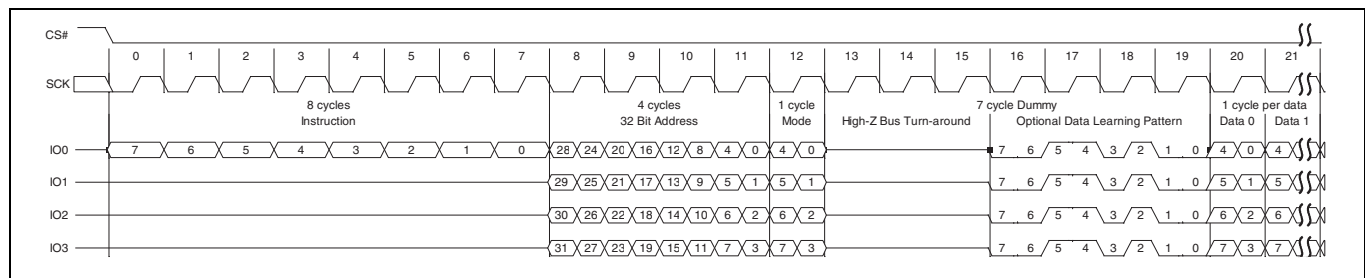 CS#
0 1 2 3 4 5 6 7 8 9 10 11 12 13 14 15 16 17 18 19 20 21
SCK
8 cycles 4 cycles 1 cycle 7 cycle Dummy 1 cycle per data
Instruction 32 Bit Address Mode High-Z Bus Turn-around Optional Data Learning Pattern Data 0 Data 1
IO0 7 6 5 4 3 2 1 0 28 24 20 16 12 8 4 0 4 0 7 6 5 4 3 2 1 0 4 0 4
IO1 29 25 21 17 13 9 5 1 5 1 7 6 5 4 3 2 1 0 5 1 5
IO2 30 26 22 18 14 10 6 2 6 2 7 6 5 4 3 2 1 0 6 2 6
IO3 31 27 23 19 15 11 7 3 7 3 7 6 5 4 3 2 1 0 7 3 7